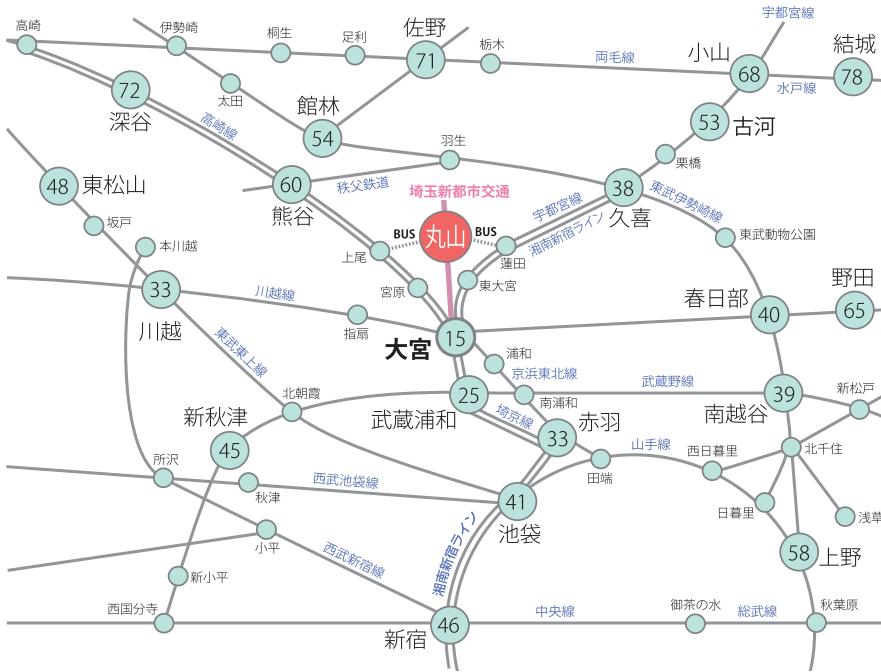 高崎
伊勢崎
桐生
足利
佐野
71
栃木
両毛線
宇都宮線
小山
68
結城
78
水戸線
72
深谷
太田
高崎線
館林
54
53
古河
羽生
栗橋
48
東松山
60
熊谷
秩父鉄道
埼玉新都市交通
38
久喜
宇都宮線
湘南新宿ライン
東武伊勢崎線
坂戸
本川越
上尾
BUS
丸山
BUS
蓮田
東武動物公園
33
川越
川越線
宮原
東大宮
春日部
40
野田
65
指扇
大宮
15
東武東上線
浦和
京浜東北線
武蔵野線
北朝霞
25
武蔵浦和
南浦和
39
南越谷
新松戸
新秋津
45
埼京線
赤羽
33
山手線
西日暮里
北千住
田端
所沢
秋津
西武池袋線
41
池袋
日暮里
浅草
小平
西武新宿線
湘南新宿ライン
58
上野
新小平
西国分寺
46
新宿
中央線
御茶の水
総武線
秋葉原